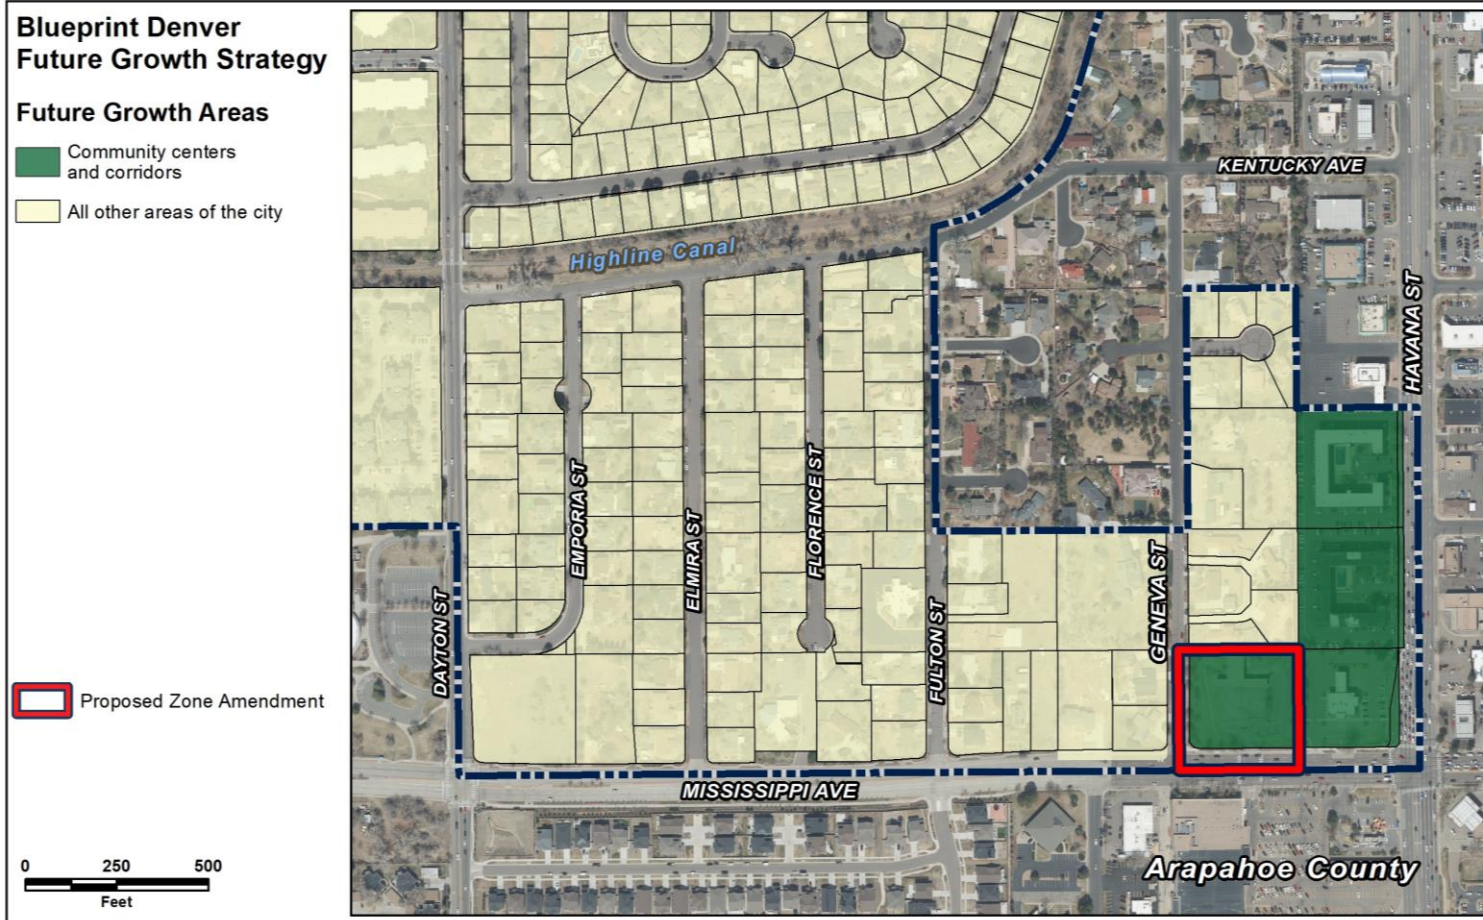 Blueprint Denver
Future Growth Strategy
Future Growth Areas
Community centers
and corridors
All other areas of the city
Proposed Zone Amendment
0 250 500
Feet
KENTUCKY AVE
Highline Canal
HAVANA ST
EMPORIA ST
ELMIRA ST
FLORENCE ST
GENEVA ST
DAYTON ST
FULTON ST
MISSISSIPPI AVE
Arapahoe County